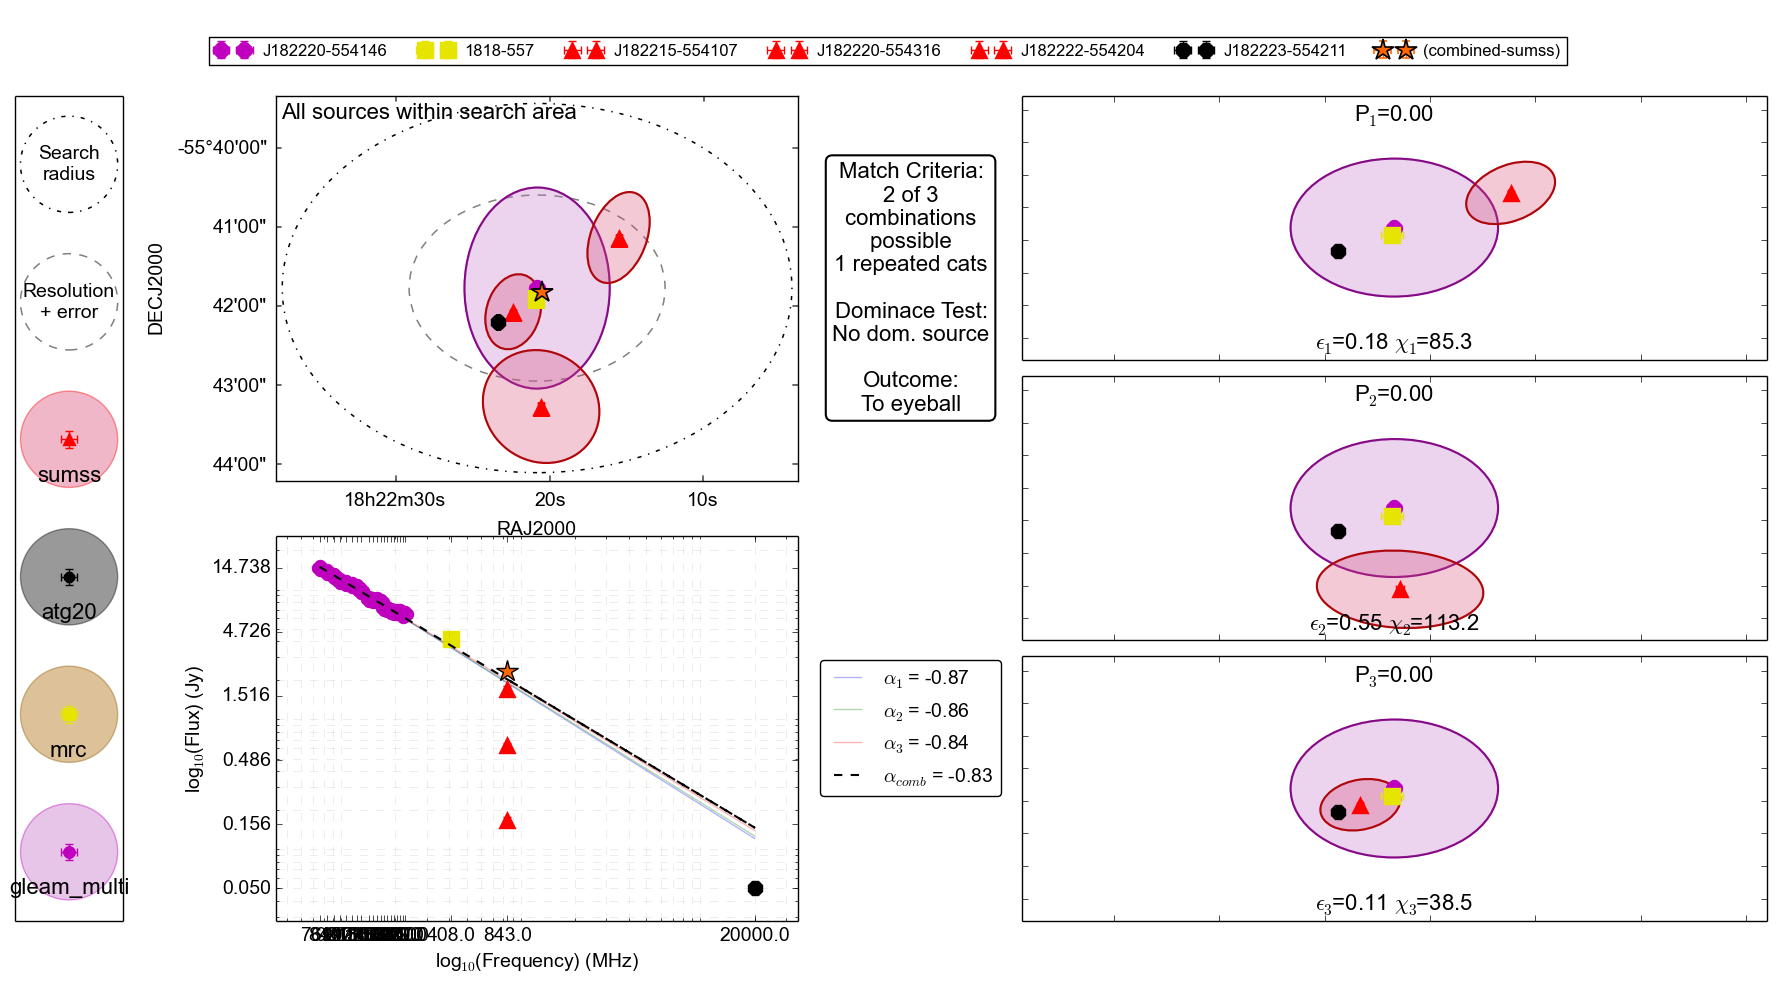 J182220-554146 1818-557 J182215-554107 J182220-554316 J182222-554204 J182223-554211 (combined-sumss)
Search
radius
Resolution
+ error
sumss
atg20
mrc
gleam_multi
All sources within search area
DECJ2000
-55°40'00"
41'00"
42'00"
43'00"
44'00"
18h22m30s 20s 10s
RAJ2000
log10(Flux) (Jy)
14.738
4.726
1.516
0.486
0.156
0.050
408.0 843.0 20000.0
log10(Frequency) (MHz)
Match Criteria:
2 of 3
combinations
possible
1 repeated cats
Dominace Test:
No dom. source
Outcome:
To eyeball
α1 = -0.87
α2 = -0.86
α3 = -0.84
αcomb = -0.83
P1=0.00
ϵ1=0.18 χ1=85.3
P2=0.00
ϵ2=0.55 χ2=113.2
P3=0.00
ϵ3=0.11 χ3=38.5